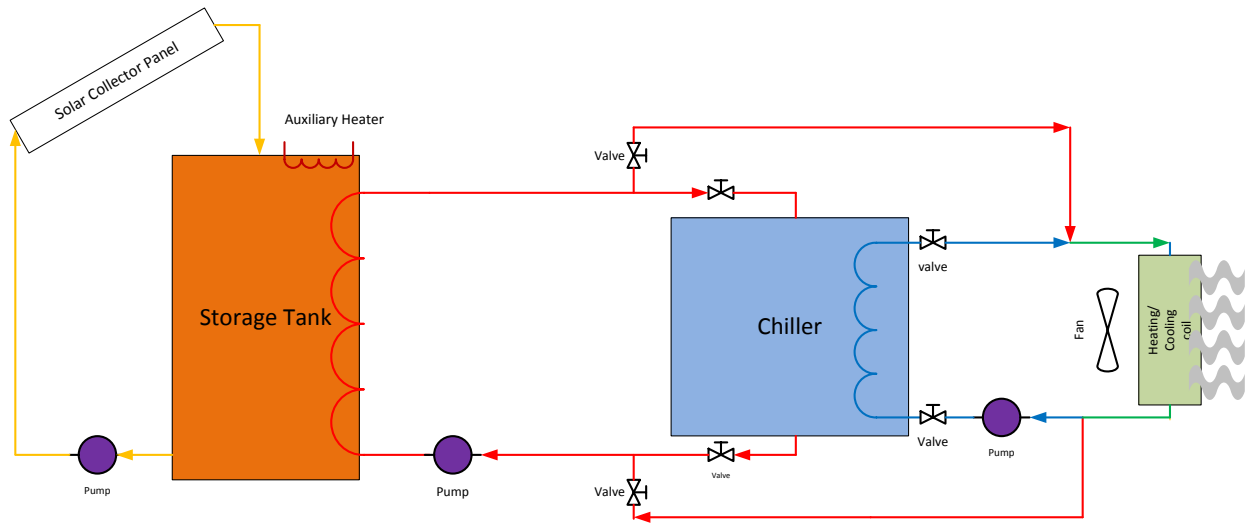 Solar Collector Panel
Auxiliary Heater
Valve
Storage Tank
Chiller
valve
Fan
Heating/
Cooling
coil
Pump
Pump
Valve
Valve
Valve
Pump